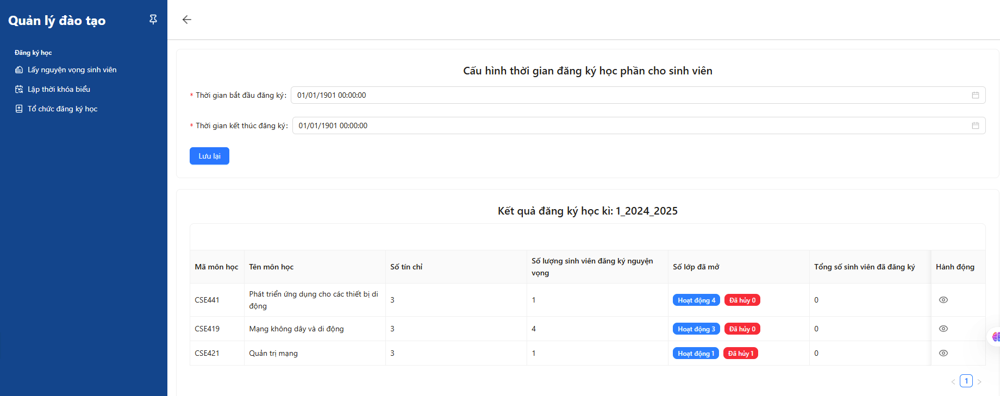 Quản lý đào tạo
Đăng ký học
Lấy nguyện vọng sinh viên
Lập thời khóa biểu
Tổ chức đăng ký học
Cấu hình thời gian đăng ký học phần cho sinh viên
* Thời gian bắt đầu đăng ký: 01/01/1901 00:00:00
* Thời gian kết thúc đăng ký: 01/01/1901 00:00:00
Lưu lại
Kết quả đăng ký học kì: 1_2024_2025
Mã môn học Tên môn học Số tín chỉ Số lượng sinh viên đăng ký nguyện vọng Số lớp đã mở Tổng số sinh viên đã đăng ký Hành động
CSE441 Phát triển ứng dụng cho các thiết bị di động 3 1 Hoạt động 4 Đã hủy 0 0
CSE419 Mạng không dây và di động 3 4 Hoạt động 3 Đã hủy 0 0
CSE421 Quản trị mạng 3 1 Hoạt động 1 Đã hủy 1 0
1